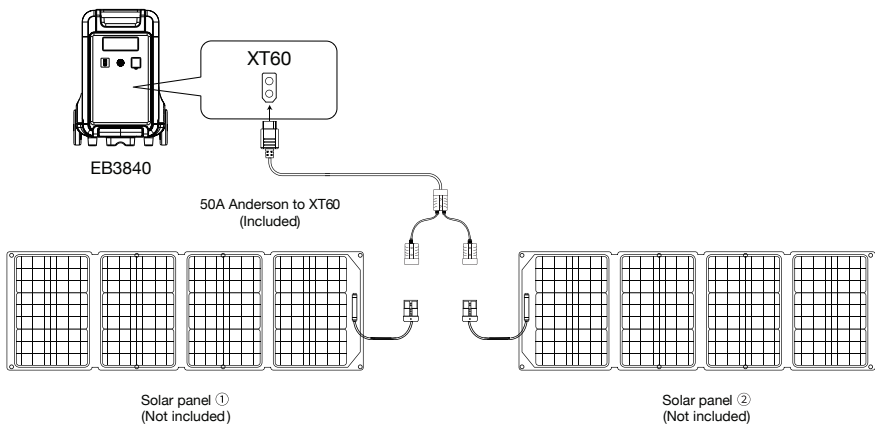 XT60
EB3840
50A Anderson to XT60
(Included)
Solar panel ①
(Not included)
Solar panel ②
(Not included)